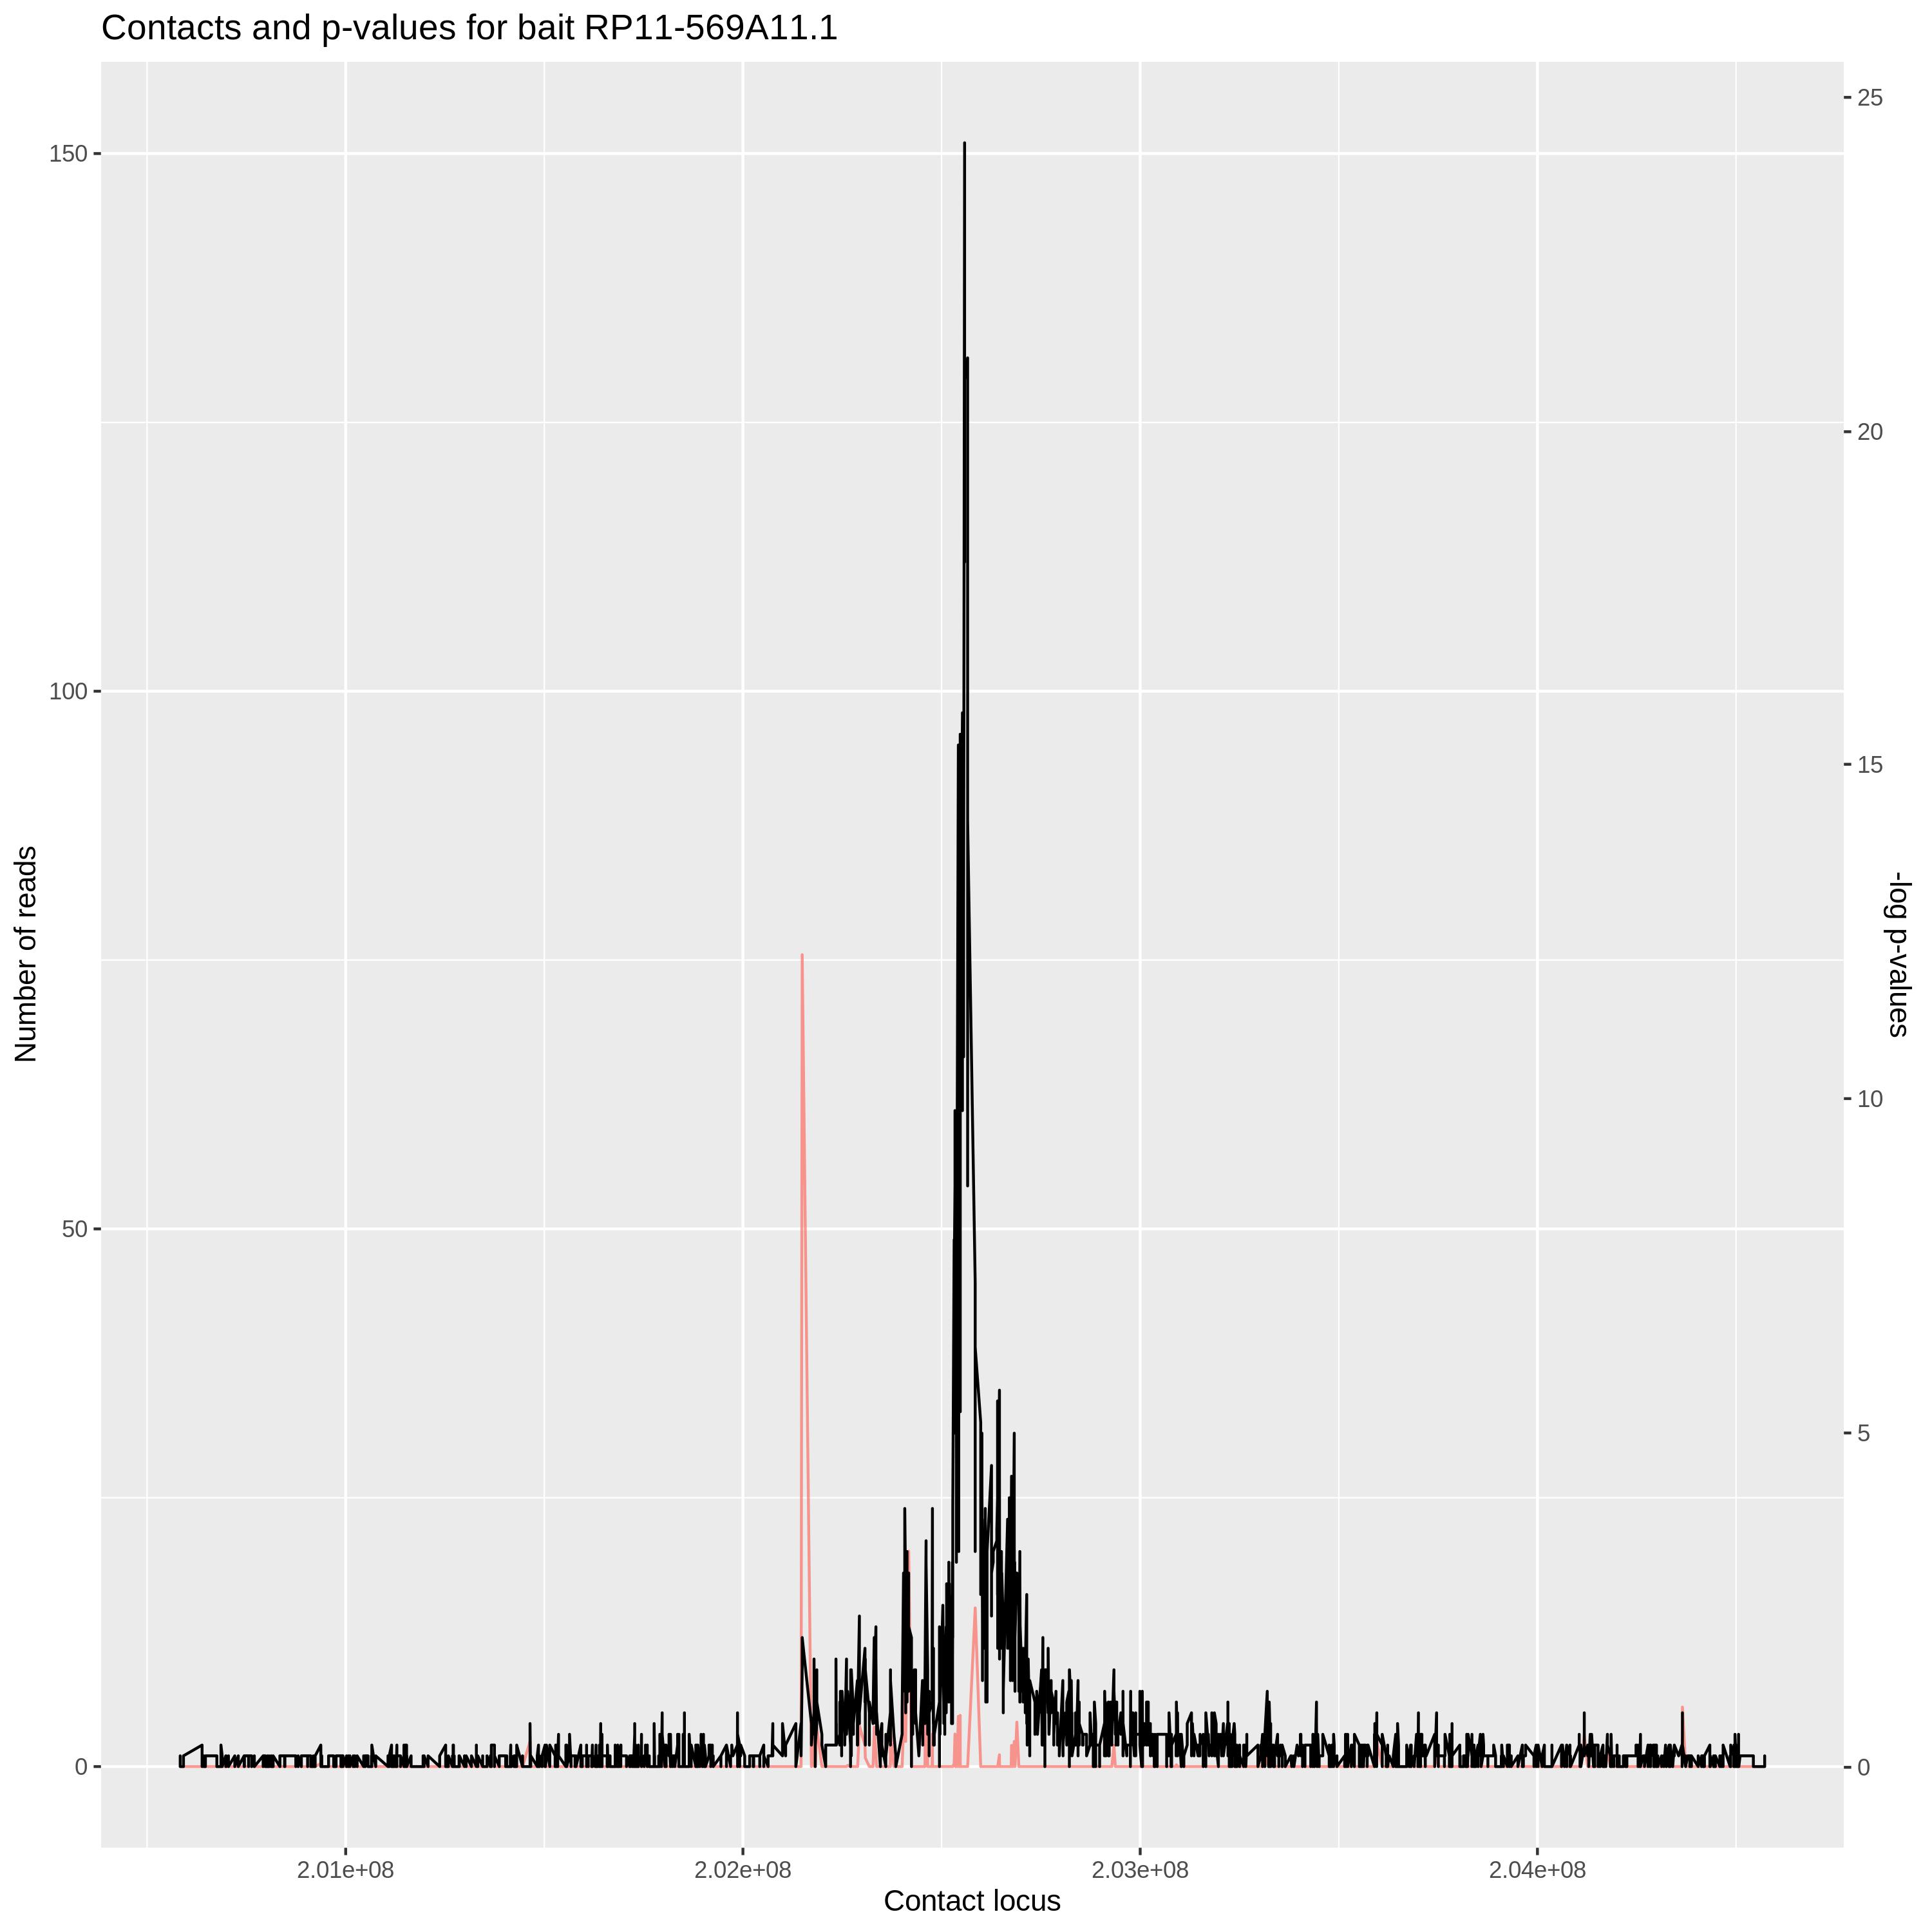 Contacts and p-values for bait RP11-569A11.1
150
100
50
0
Number of reads
25
20
15
10
5
0
-log p-values
2.01e+08
2.02e+08
2.03e+08
2.04e+08
Contact locus